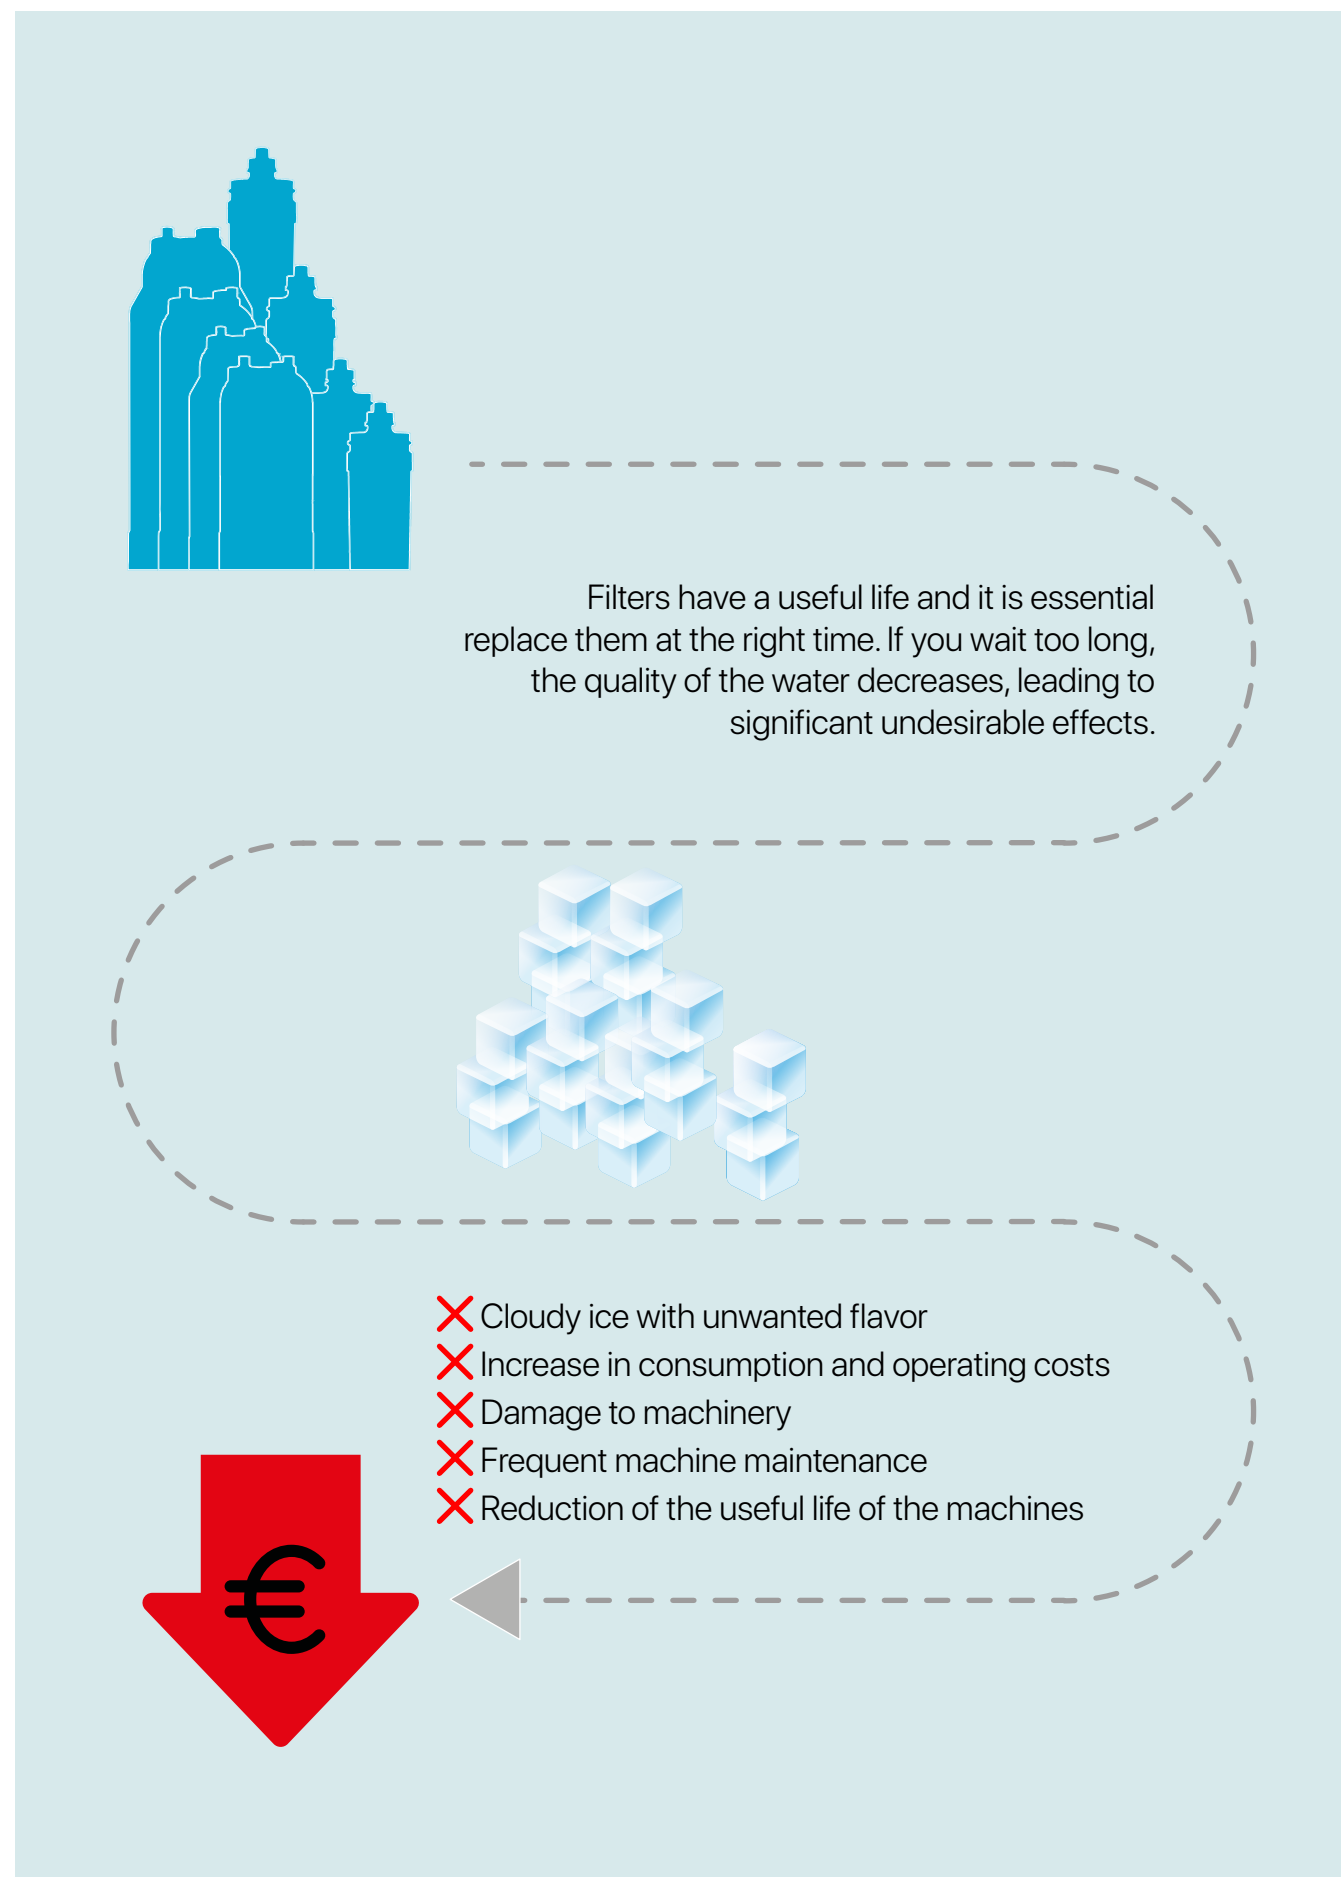 Filters have a useful life and it is essential
replace them at the right time. If you wait too long,
the quality of the water decreases, leading to
significant undesirable effects.
Cloudy ice with unwanted flavor
Increase in consumption and operating costs
Damage to machinery
Frequent machine maintenance
Reduction of the useful life of the machines
€